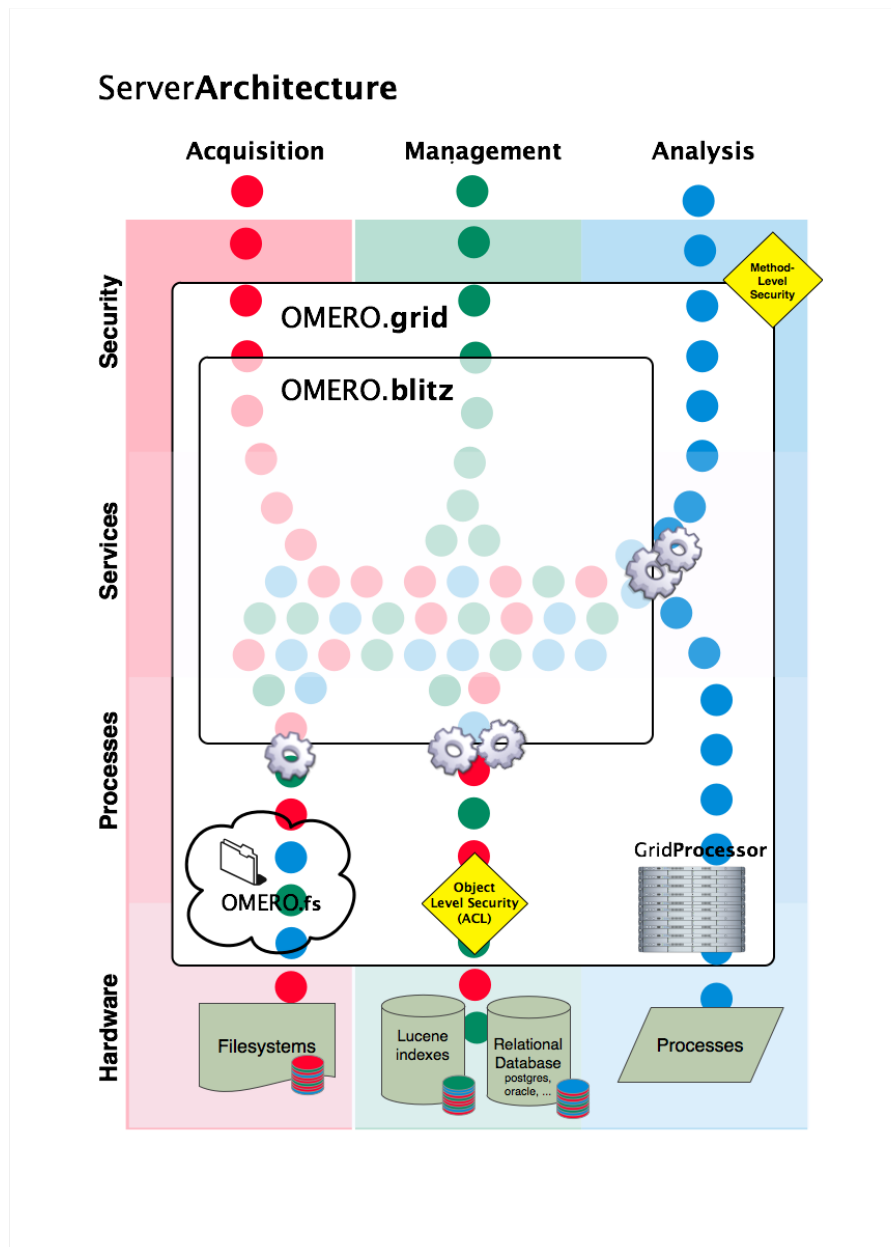 ServerArchitecture
Acquisition
Management
Analysis
Security
Method-
Level
Security
OMERO.grid
OMERO.blitz
Services
Processes
GridProcessor
OMERO.fs
Object
Level Security
(ACL)
Hardware
Filesystems
Lucene
indexes
Relational
Database
postgres,
oracle, ...
Processes